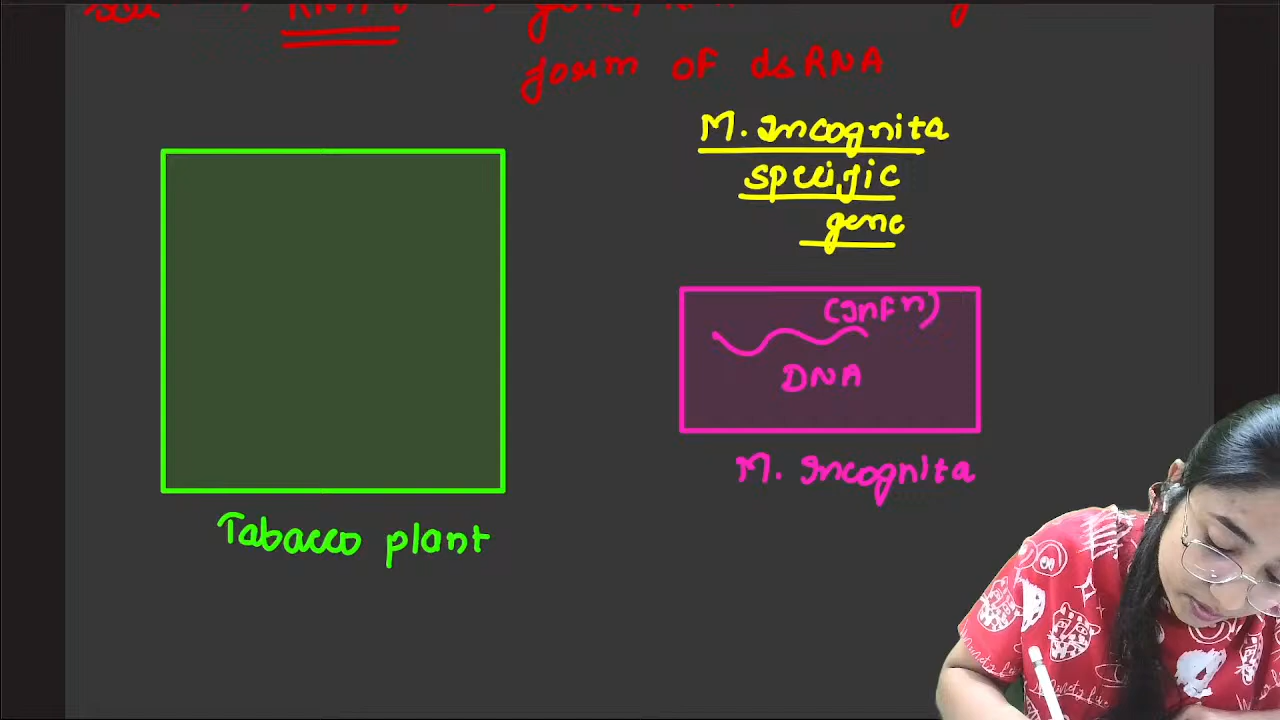 form of dsRNA
M. Incognita
specific
gene
(InFn)
DNA
M. Incognita
Tabacco plant